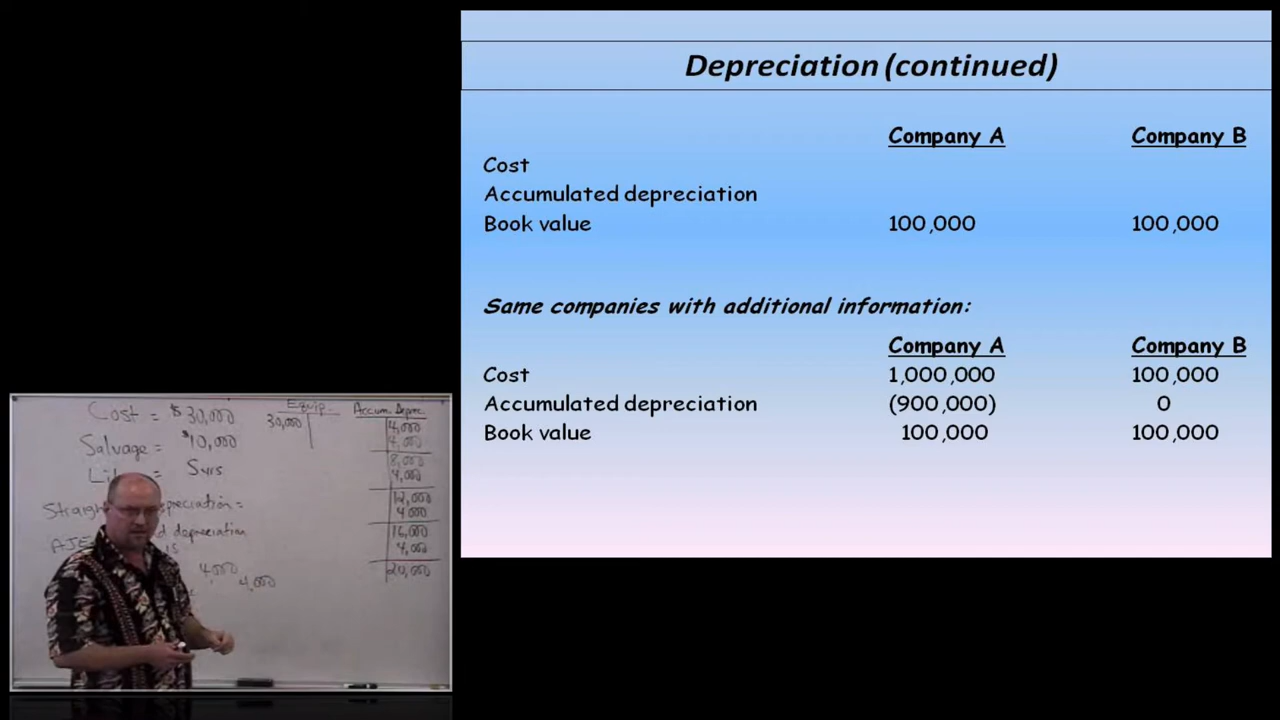 Depreciation (continued)
Company A Company B
Cost
Accumulated depreciation
Book value 100,000 100,000
Same companies with additional information:
Company A Company B
Cost 1,000,000 100,000
Accumulated depreciation (900,000) 0
Book value 100,000 100,000
Cost = $30,000
Salvage = $10,000
= 5 yrs
depreciation
4,000
4,000
Equip.
30,000
Accum. Deprec.
4,000
4,000
8,000
4,000
12,000
4,000
16,000
4,000
20,000